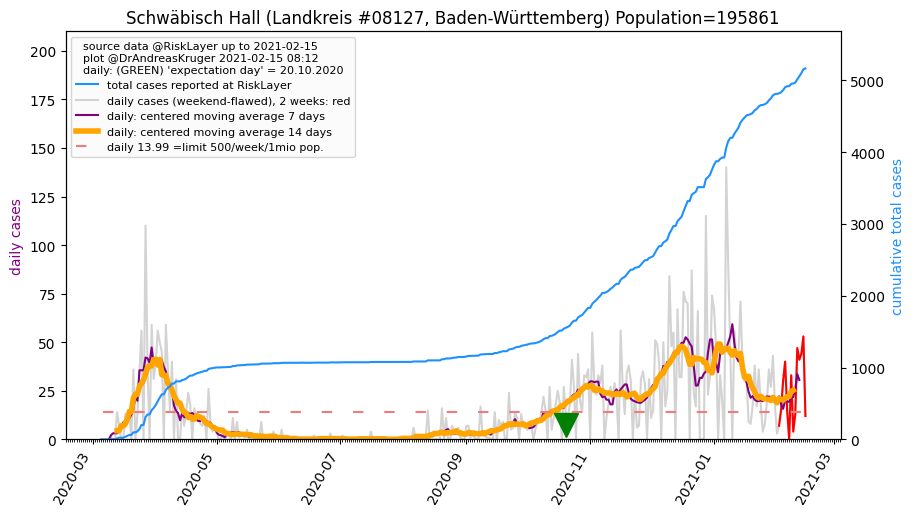 Schwäbisch Hall (Landkreis #08127, Baden-Württemberg) Population=195861
source data @RiskLayer up to 2021-02-15
plot @DrAndreasKruger 2021-02-15 08:12
daily: (GREEN) 'expectation day' = 20.10.2020
total cases reported at RiskLayer
daily cases (weekend-flawed), 2 weeks: red
daily: centered moving average 7 days
daily: centered moving average 14 days
daily 13.99 =limit 500/week/1mio pop.
daily cases
200
175
150
125
100
75
50
25
0
cumulative total cases
5000
4000
3000
2000
1000
0
2020-03
2020-05
2020-07
2020-09
2020-11
2021-01
2021-03